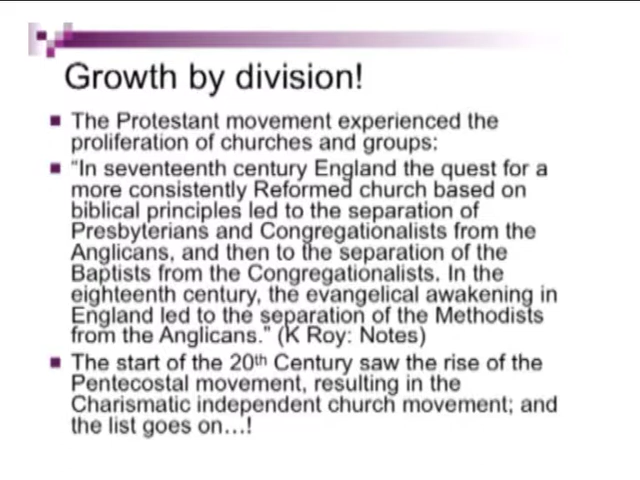 Growth by division!
The Protestant movement experienced the
proliferation of churches and groups:
"In seventeenth century England the quest for a
more consistently Reformed church based on
biblical principles led to the separation of
Presbyterians and Congregationalists from the
Anglicans, and then to the separation of the
Baptists from the Congregationalists. In the
eighteenth century, the evangelical awakening in
England led to the separation of the Methodists
from the Anglicans." (K Roy: Notes)
The start of the 20th Century saw the rise of the
Pentecostal movement, resulting in the
Charismatic independent church movement; and
the list goes on…!